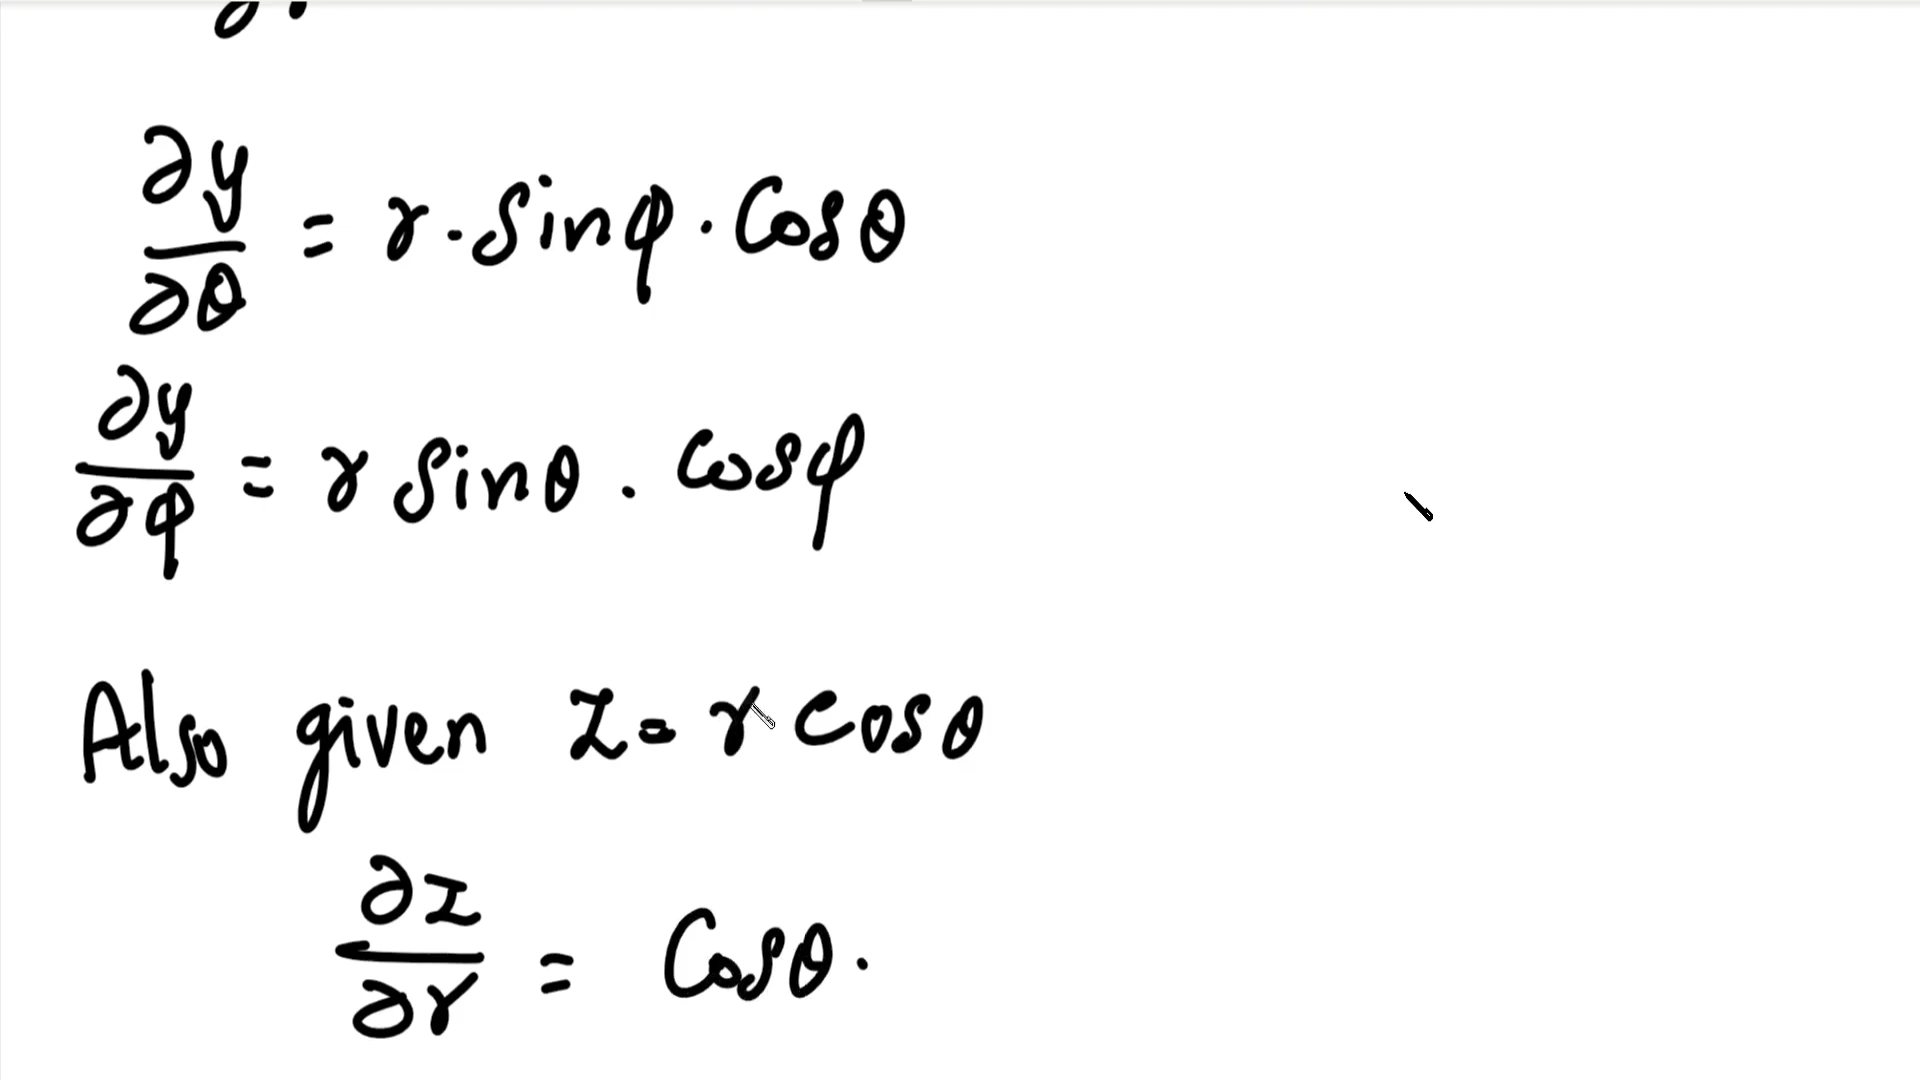 ∂y/∂θ = r · Sinφ · Cosθ
∂y/∂φ = r Sinθ . Cosφ
Also given z = r Cosθ
∂z/∂r = Cosθ .